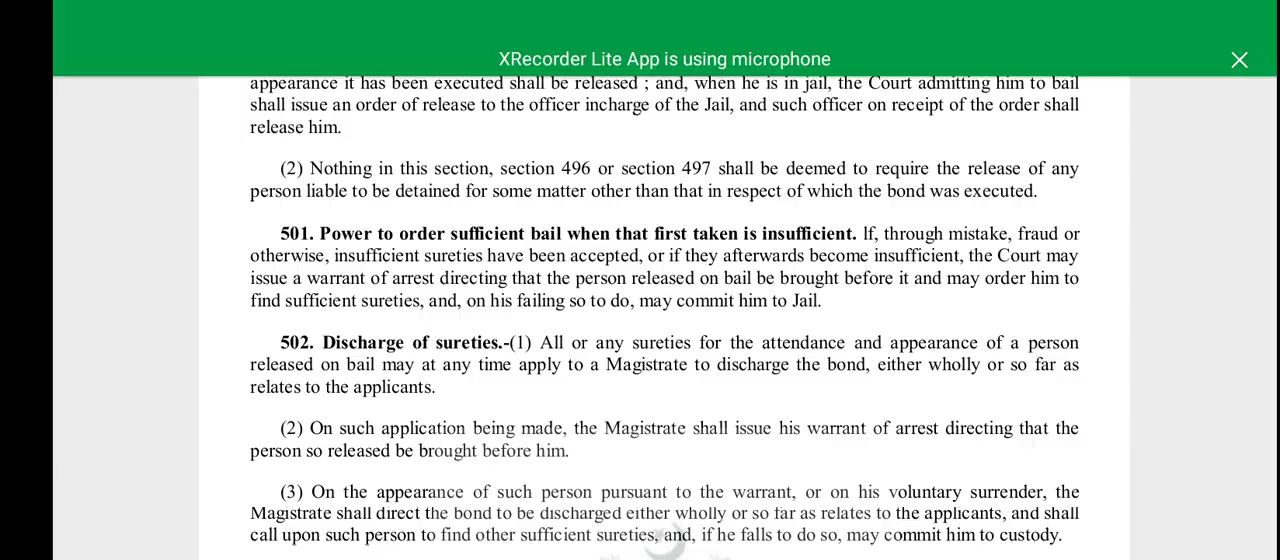 XRecorder Lite App is using microphone
appearance it has been executed shall be released ; and, when he is in jail, the Court admitting him to bail
shall issue an order of release to the officer incharge of the Jail, and such officer on receipt of the order shall
release him.
(2) Nothing in this section, section 496 or section 497 shall be deemed to require the release of any
person liable to be detained for some matter other than that in respect of which the bond was executed.
501. Power to order sufficient bail when that first taken is insufficient. If, through mistake, fraud or
otherwise, insufficient sureties have been accepted, or if they afterwards become insufficient, the Court may
issue a warrant of arrest directing that the person released on bail be brought before it and may order him to
find sufficient sureties, and, on his failing so to do, may commit him to Jail.
502. Discharge of sureties.-(1) All or any sureties for the attendance and appearance of a person
released on bail may at any time apply to a Magistrate to discharge the bond, either wholly or so far as
relates to the applicants.
(2) On such application being made, the Magistrate shall issue his warrant of arrest directing that the
person so released be brought before him.
(3) On the appearance of such person pursuant to the warrant, or on his voluntary surrender, the
Magistrate shall direct the bond to be discharged either wholly or so far as relates to the applicants, and shall
call upon such person to find other sufficient sureties, and, if he falls to do so, may commit him to custody.